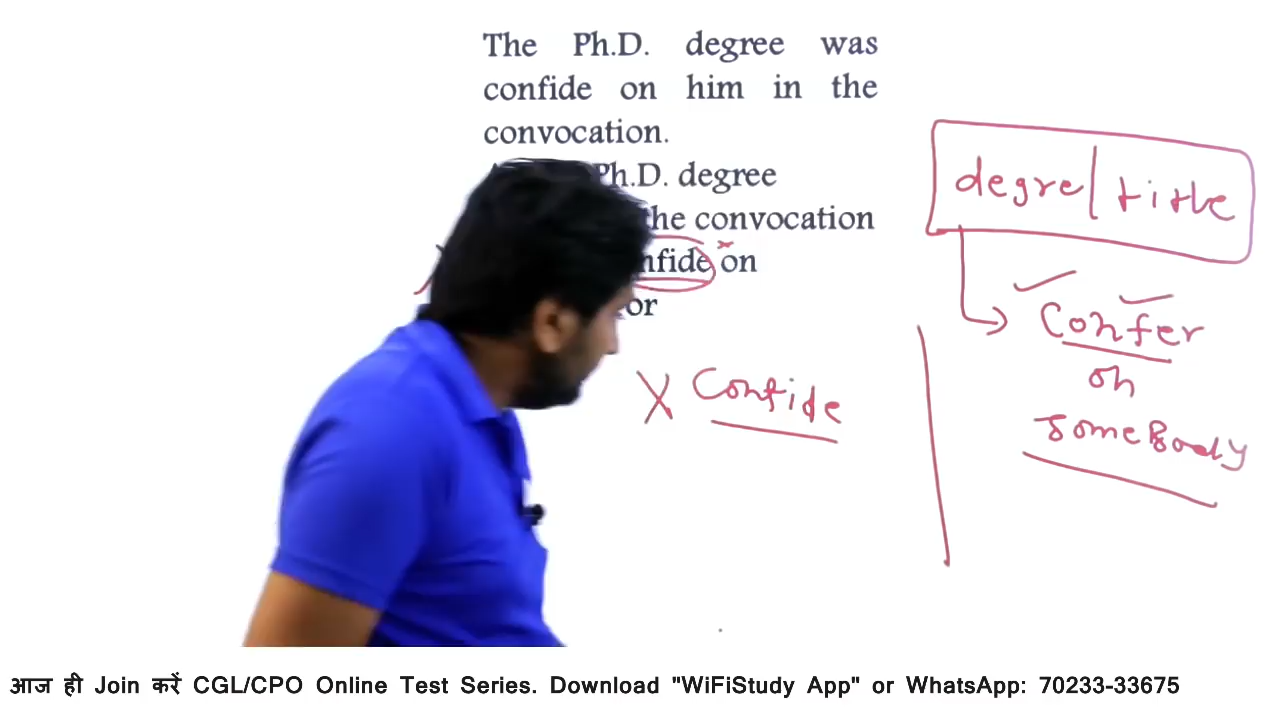 The Ph.D. degree was
confide on him in the
convocation.
Ph.D. degree
the convocation
nfide on
or
X Confide
degre/title
Confer
on
someBody
आज ही Join करें CGL/CPO Online Test Series. Download "WiFiStudy App" or WhatsApp: 70233-33675